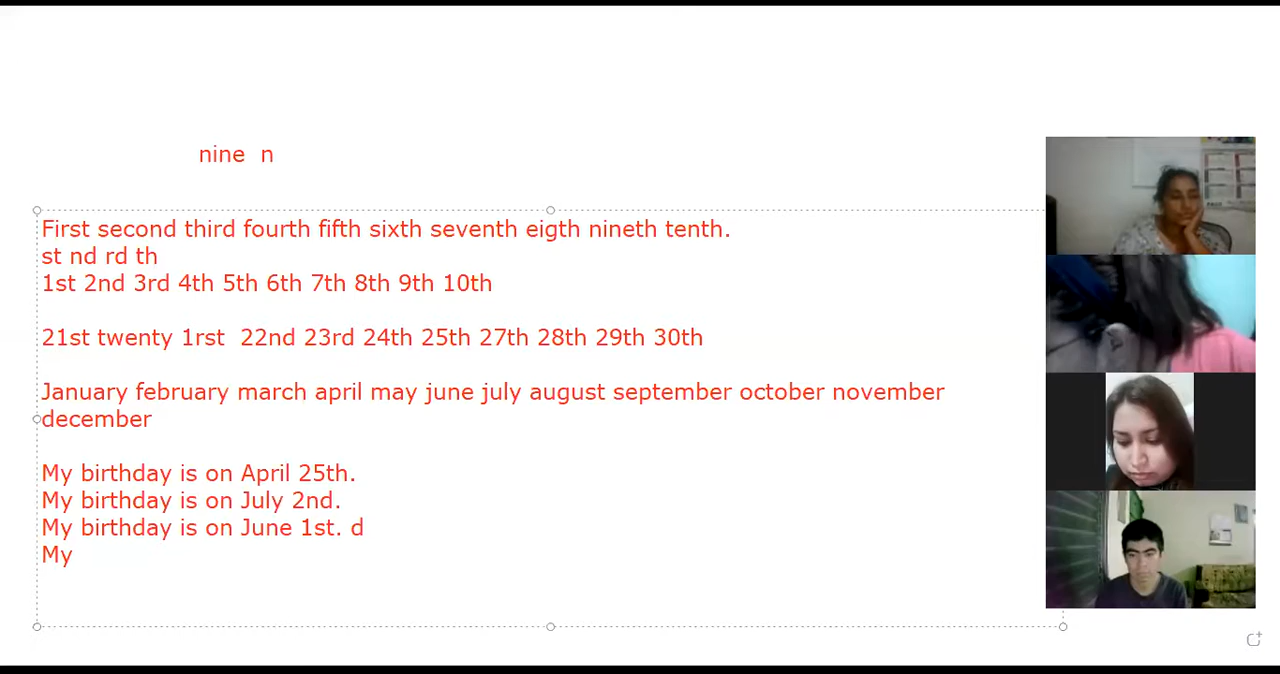 nine n
First second third fourth fifth sixth seventh eigth nineth tenth.
st nd rd th
1st 2nd 3rd 4th 5th 6th 7th 8th 9th 10th
21st twenty 1rst 22nd 23rd 24th 25th 27th 28th 29th 30th
January february march april may june july august september october november
december
My birthday is on April 25th.
My birthday is on July 2nd.
My birthday is on June 1st. d
My